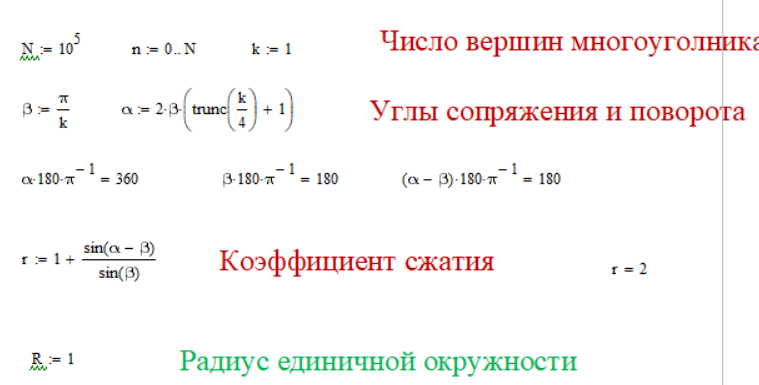 N := 10^5 n := 0.. N k := 1 Число вершин многоуголника
β := π/k α := 2·β·(trunc(k/4) + 1) Углы сопряжения и поворота
α·180·π^-1 = 360 β·180·π^-1 = 180 (α − β)·180·π^-1 = 180
r := 1 + sin(α − β)/sin(β) Коэффициент сжатия r = 2
R := 1 Радиус единичной окружности